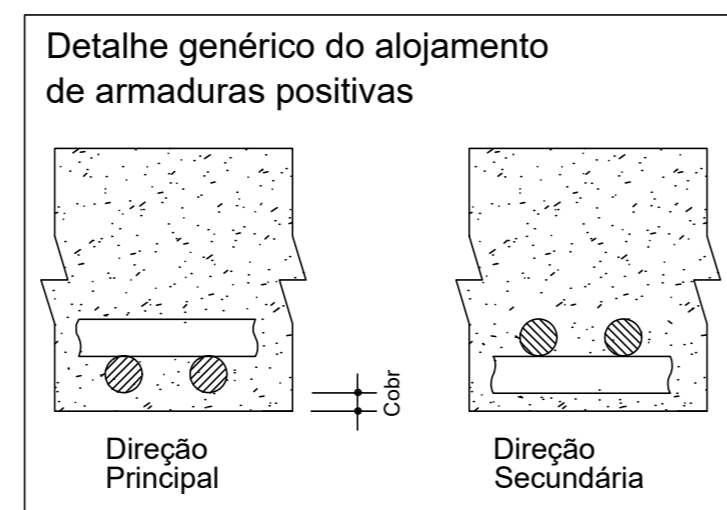 Detalhe genérico do alojamento
de armaduras positivas
Cobr
Direção
Principal
Direção
Secundária